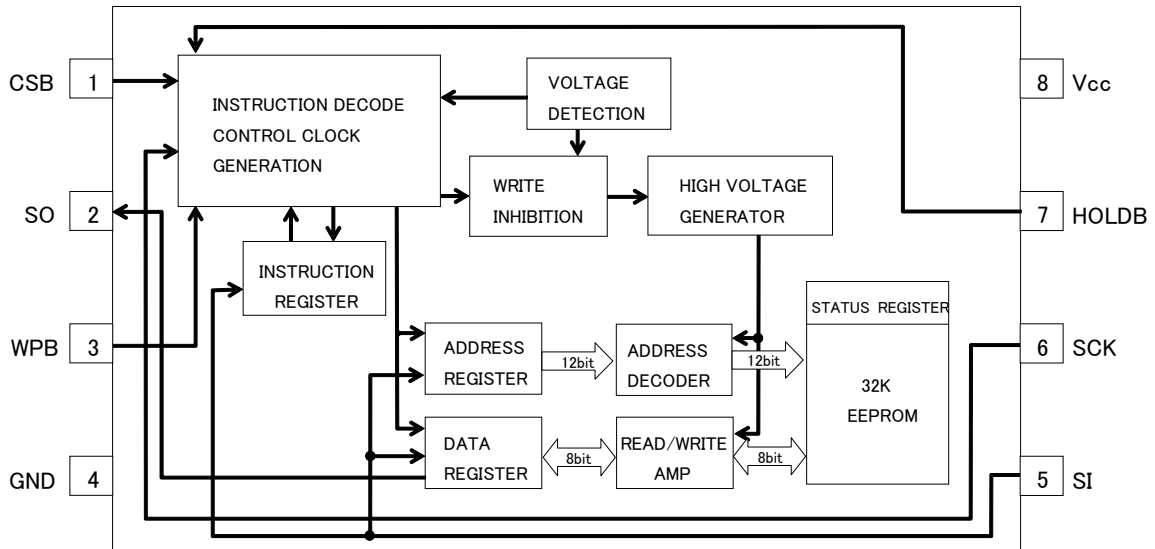 CSB
1
SO
2
WPB
3
GND
4
INSTRUCTION DECODE
CONTROL CLOCK
GENERATION
VOLTAGE
DETECTION
WRITE
INHIBITION
HIGH VOLTAGE
GENERATOR
INSTRUCTION
REGISTER
ADDRESS
REGISTER
12bit
ADDRESS
DECODER
12bit
DATA
REGISTER
8bit
READ/WRITE
AMP
8bit
STATUS REGISTER
32K
EEPROM
8
Vcc
7
HOLDB
6
SCK
5
SI